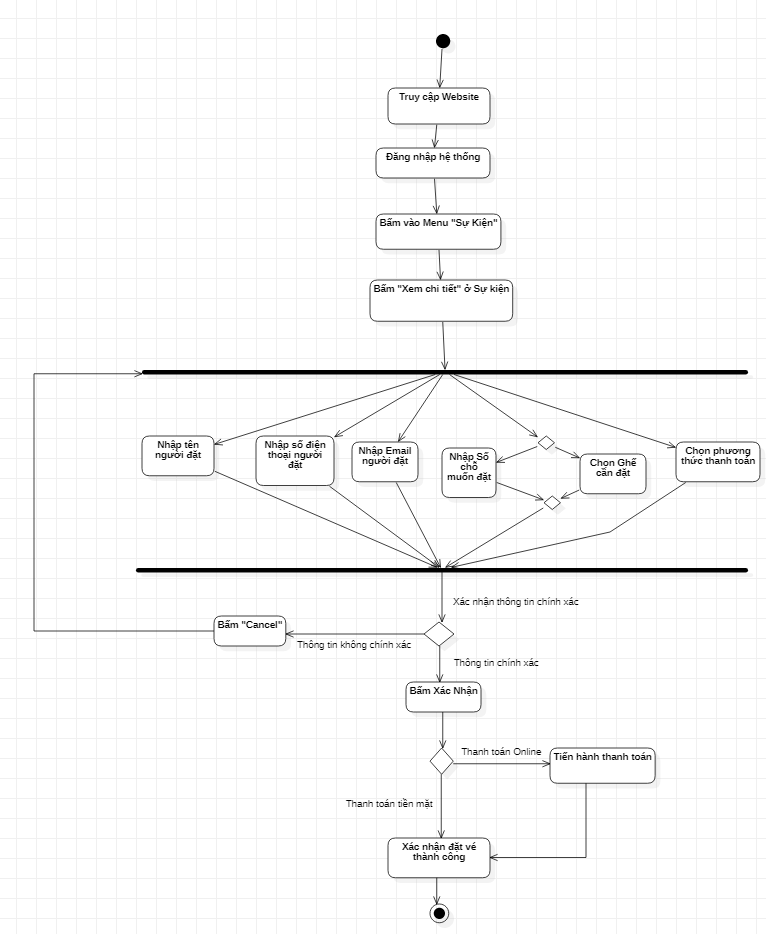 Truy cập Website
Đăng nhập hệ thống
Bấm vào Menu "Sự Kiện"
Bấm "Xem chi tiết" ở Sự kiện
Nhập tên
người đặt
Nhập số điện
thoại người
đặt
Nhập Email
người đặt
Nhập Số
chỗ
muốn đặt
Chọn Ghế
cần đặt
Chọn phương
thức thanh toán
Xác nhận thông tin chính xác
Bấm "Cancel"
Thông tin không chính xác
Thông tin chính xác
Bấm Xác Nhận
Thanh toán Online
Tiến hành thanh toán
Thanh toán tiền mặt
Xác nhận đặt vé
thành công